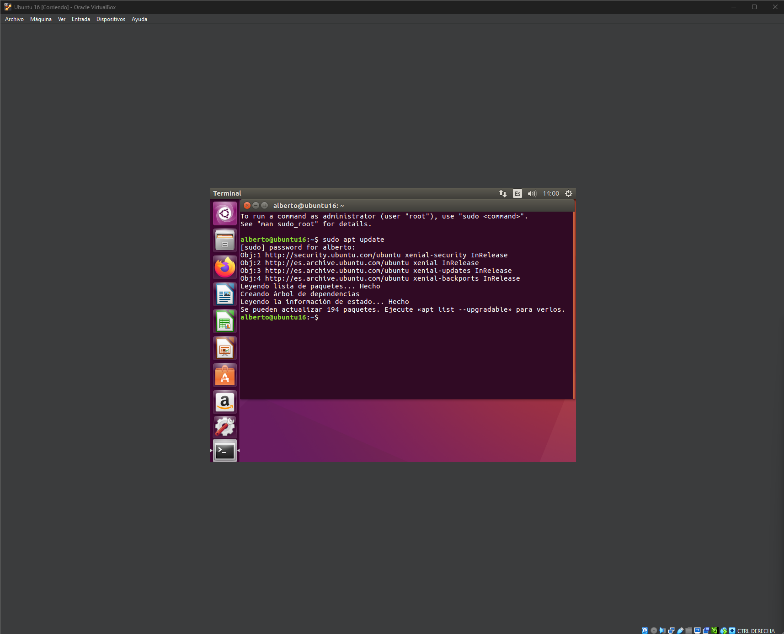 Ubuntu 16 [Corriendo] - Oracle VirtualBox
Archivo Máquina Ver Entrada Dispositivos Ayuda
Terminal
Es
19:00
alberto@ubuntu16: ~
To run a command as administrator (user "root"), use "sudo <command>".
See "man sudo_root" for details.
alberto@ubuntu16:~$ sudo apt update
[sudo] password for alberto:
Obj:1 http://security.ubuntu.com/ubuntu xenial-security InRelease
Obj:2 http://es.archive.ubuntu.com/ubuntu xenial InRelease
Obj:3 http://es.archive.ubuntu.com/ubuntu xenial-updates InRelease
Obj:4 http://es.archive.ubuntu.com/ubuntu xenial-backports InRelease
Leyendo lista de paquetes... Hecho
Creando árbol de dependencias
Leyendo la información de estado... Hecho
Se pueden actualizar 194 paquetes. Ejecute «apt list --upgradable» para verlos.
alberto@ubuntu16:~$
CTRL DERECHA